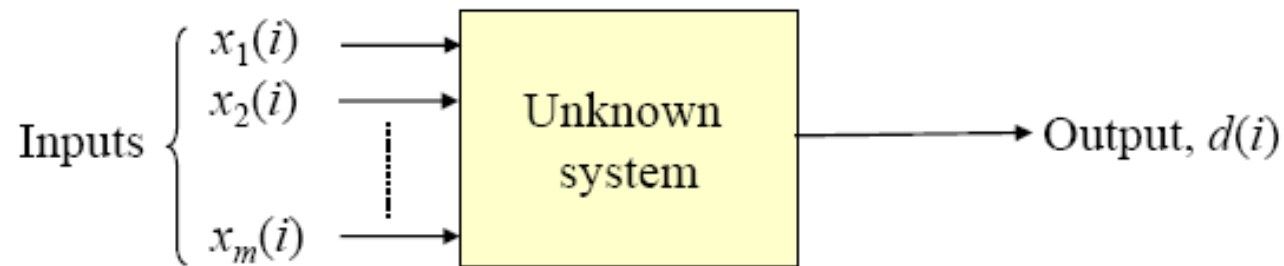 Inputs
x₁(i)
x₂(i)
xₘ(i)
Unknown
system
Output, d(i)